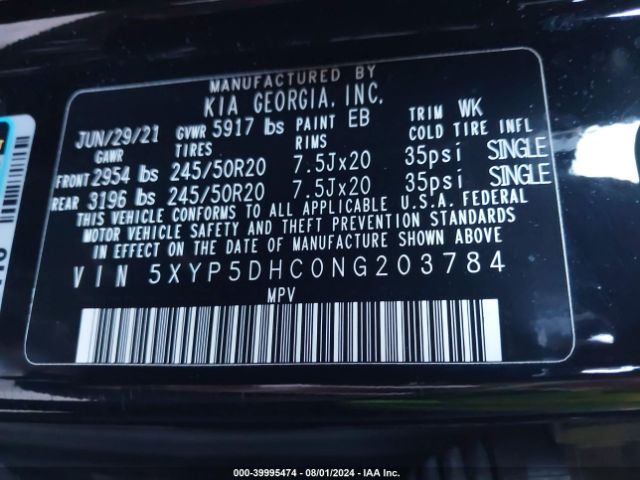 MANUFACTURED BY
KIA GEORGIA, INC.
JUN/29/21 GVWR 5917 lbs PAINT EB TRIM WK
GAWR TIRES RIMS COLD TIRE INFL
FRONT 2954 lbs 245/50R20 7.5Jx20 35psi SINGLE
REAR 3196 lbs 245/50R20 7.5Jx20 35psi SINGLE
THIS VEHICLE CONFORMS TO ALL APPLICABLE U.S.A. FEDERAL
MOTOR VEHICLE SAFETY AND THEFT PREVENTION STANDARDS
IN EFFECT ON THE DATE OF MANUFACTURE SHOWN ABOVE.
VIN 5XYP5DHC0NG203784
MPV
© - 39995474 - 08/01/2024 - IAA Inc.